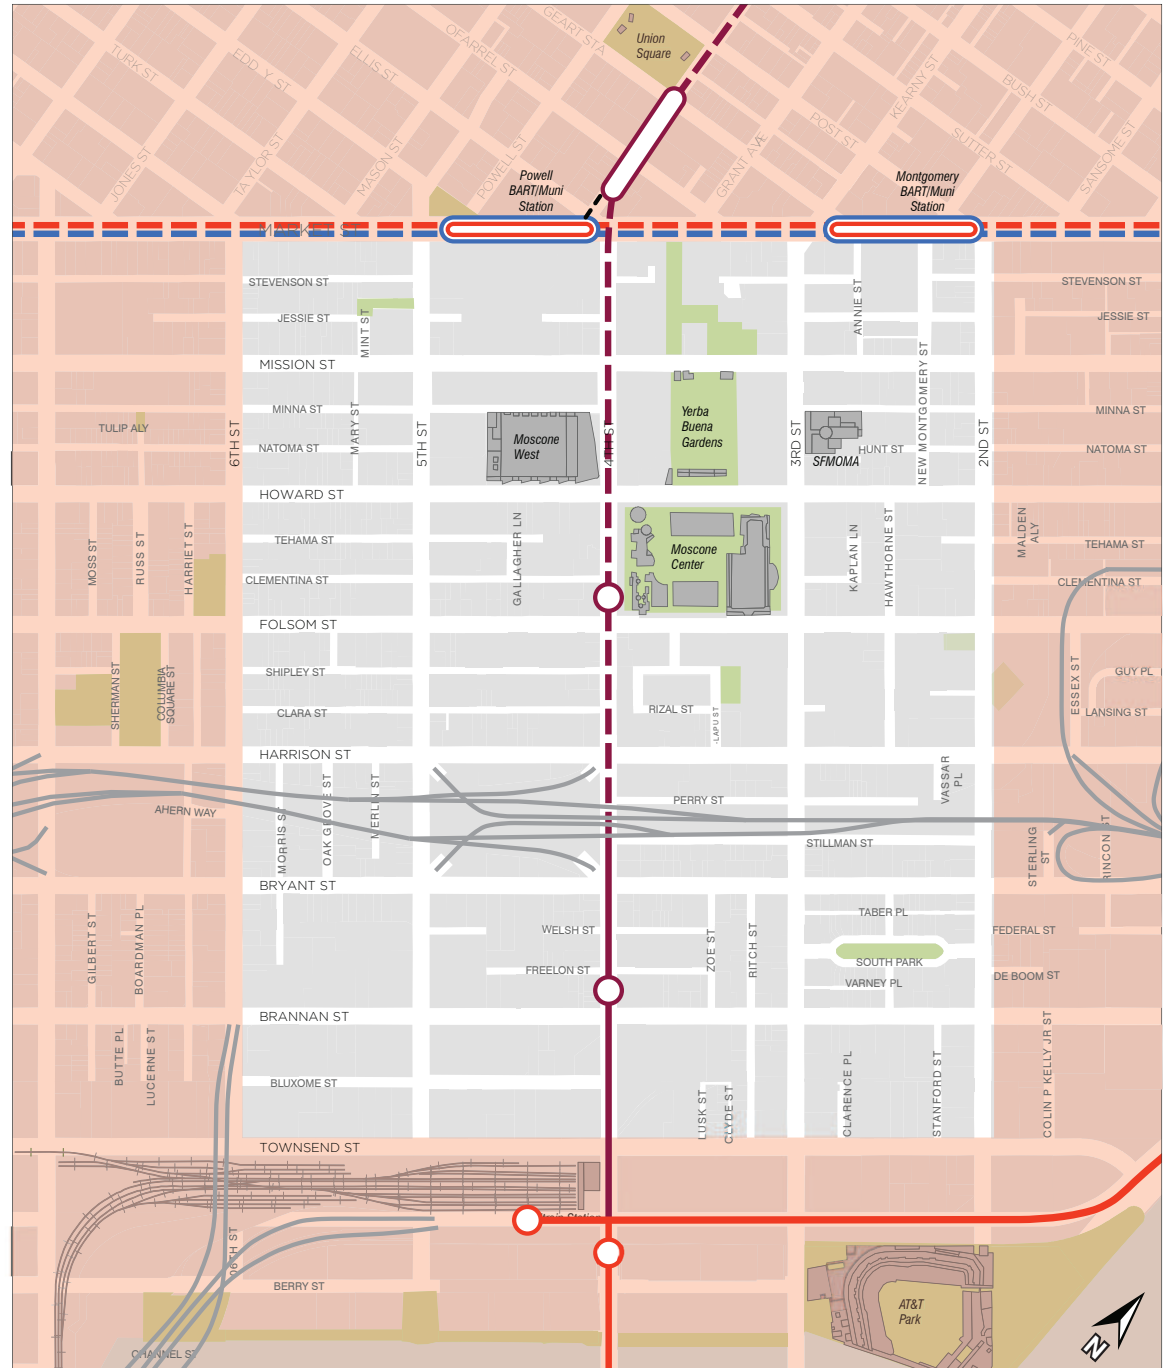 GEARY
STA
Union
Square
PINE ST
OFARREL ST
TURK ST
EDD Y ST
ELLIS ST
KEARNY ST
BUSH ST
POST ST
SUTTER ST
SANSOME ST
JONES ST
TAYLOR ST
MASON ST
POWELL ST
GRANT AVE
Powell
BART/Muni
Station
Montgomery
BART/Muni
Station
MARKET ST
STEVENSON ST
STEVENSON ST
JESSIE ST
MINT ST
ANNIE ST
JESSIE ST
MISSION ST
NEW MONTGOMERY ST
MINNA ST
MARY ST
MINNA ST
TULIP ALY
6TH ST
NATOMA ST
5TH ST
Moscone
West
4TH ST
Yerba
Buena
Gardens
3RD ST
SFMOMA
HUNT ST
2ND ST
NATOMA ST
HOWARD ST
MOSS ST
RUSS ST
HARRIET ST
TEHAMA ST
GALLAGHER LN
Moscone
Center
KAPLAN LN
HAWTHORNE ST
MALDEN
ALY
TEHAMA ST
CLEMENTINA ST
CLEMENTINA ST
FOLSOM ST
SHERMAN ST
COLUMBIA
SQUARE ST
SHIPLEY ST
ESSEX ST
GUY PL
CLARA ST
RIZAL ST
LAPU ST
LANSING ST
HARRISON ST
AHERN WAY
MORRIS ST
OAK GROVE ST
MERLIN ST
PERRY ST
VASSAR
PL
STILLMAN ST
STERLING
ST
RINCON ST
BRYANT ST
GILBERT ST
BOARDMAN PL
WELSH ST
FREELON ST
ZOE ST
RITCH ST
TABER PL
SOUTH PARK
VARNEY PL
FEDERAL ST
DE BOOM ST
BRANNAN ST
BUTTE PL
LUCERNE ST
BLUXOME ST
LUSK ST
CLYDE ST
CLARENCE PL
STANFORD ST
COLIN P KELLY JR ST
TOWNSEND ST
Station
06TH ST
BERRY ST
AT&T
Park
CHANNEL ST
N